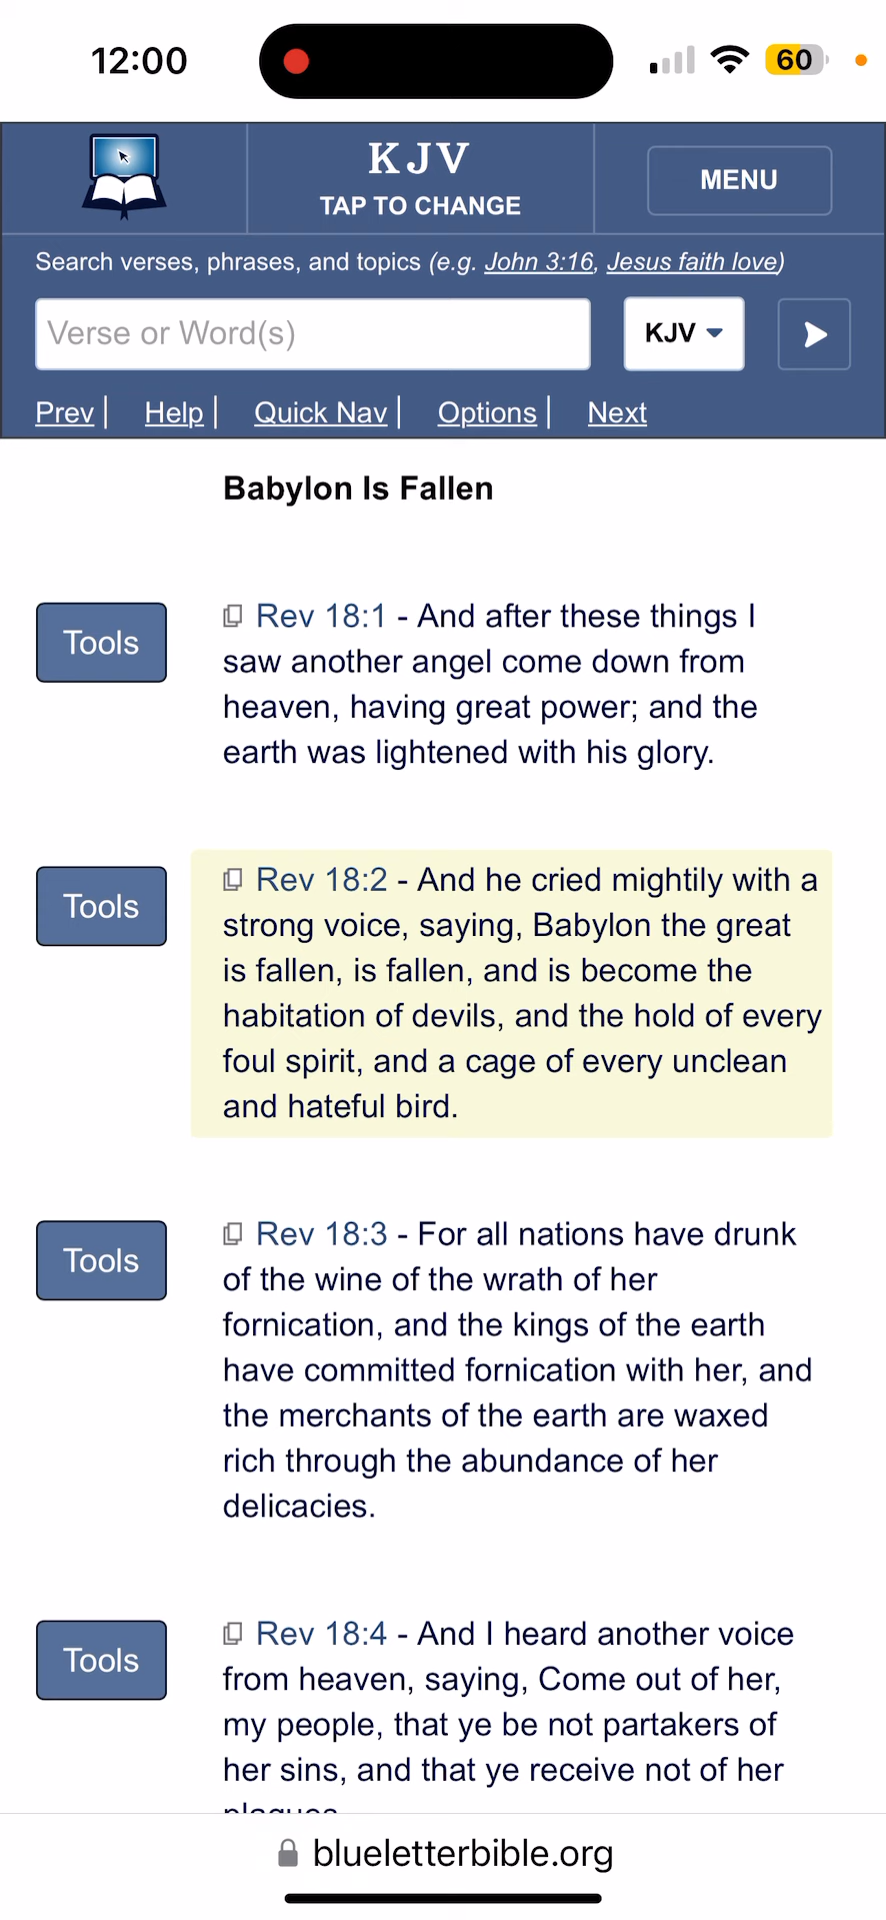 12:00
60
KJV
TAP TO CHANGE
MENU
Search verses, phrases, and topics (e.g. John 3:16, Jesus faith love)
Verse or Word(s)
KJV
Prev | Help | Quick Nav | Options | Next
Babylon Is Fallen
Tools
Rev 18:1 - And after these things I
saw another angel come down from
heaven, having great power; and the
earth was lightened with his glory.
Tools
Rev 18:2 - And he cried mightily with a
strong voice, saying, Babylon the great
is fallen, is fallen, and is become the
habitation of devils, and the hold of every
foul spirit, and a cage of every unclean
and hateful bird.
Tools
Rev 18:3 - For all nations have drunk
of the wine of the wrath of her
fornication, and the kings of the earth
have committed fornication with her, and
the merchants of the earth are waxed
rich through the abundance of her
delicacies.
Tools
Rev 18:4 - And I heard another voice
from heaven, saying, Come out of her,
my people, that ye be not partakers of
her sins, and that ye receive not of her
blueletterbible.org